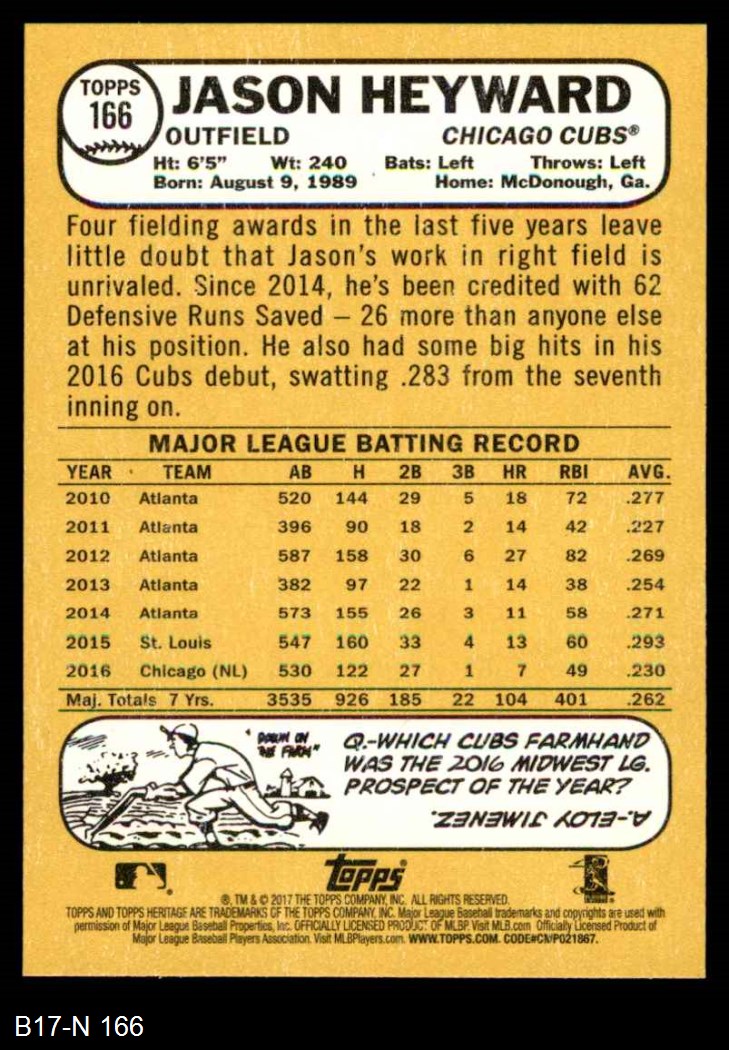 TOPPS
166
JASON HEYWARD
OUTFIELD CHICAGO CUBS®
Ht: 6'5" Wt: 240 Bats: Left Throws: Left
Born: August 9, 1989 Home: McDonough, Ga.
Four fielding awards in the last five years leave
little doubt that Jason's work in right field is
unrivaled. Since 2014, he's been credited with 62
Defensive Runs Saved – 26 more than anyone else
at his position. He also had some big hits in his
2016 Cubs debut, swatting .283 from the seventh
inning on.
MAJOR LEAGUE BATTING RECORD
YEAR TEAM AB H 2B 3B HR RBI AVG.
2010 Atlanta 520 144 29 5 18 72 .277
2011 Atlanta 396 90 18 2 14 42 .227
2012 Atlanta 587 158 30 6 27 82 .269
2013 Atlanta 382 97 22 1 14 38 .254
2014 Atlanta 573 155 26 3 11 58 .271
2015 St. Louis 547 160 33 4 13 60 .293
2016 Chicago (NL) 530 122 27 1 7 49 .230
Maj. Totals 7 Yrs. 3535 926 185 22 104 401 .262
"DOWN ON
THE FARM"
Q.-WHICH CUBS FARMHAND
WAS THE 2016 MIDWEST LG.
PROSPECT OF THE YEAR?
A.-ELOY JIMENEZ.
topps
®, TM & © 2017 THE TOPPS COMPANY, INC. ALL RIGHTS RESERVED.
TOPPS AND TOPPS HERITAGE ARE TRADEMARKS OF THE TOPPS COMPANY, INC. Major League Baseball trademarks and copyrights are used with
permission of Major League Baseball Properties, Inc. OFFICIALLY LICENSED PRODUCT OF MLBP. Visit MLB.com Officially Licensed Product of
Major League Baseball Players Association. Visit MLBPlayers.com. WWW.TOPPS.COM. CODE#CMP021867.
B17-N 166